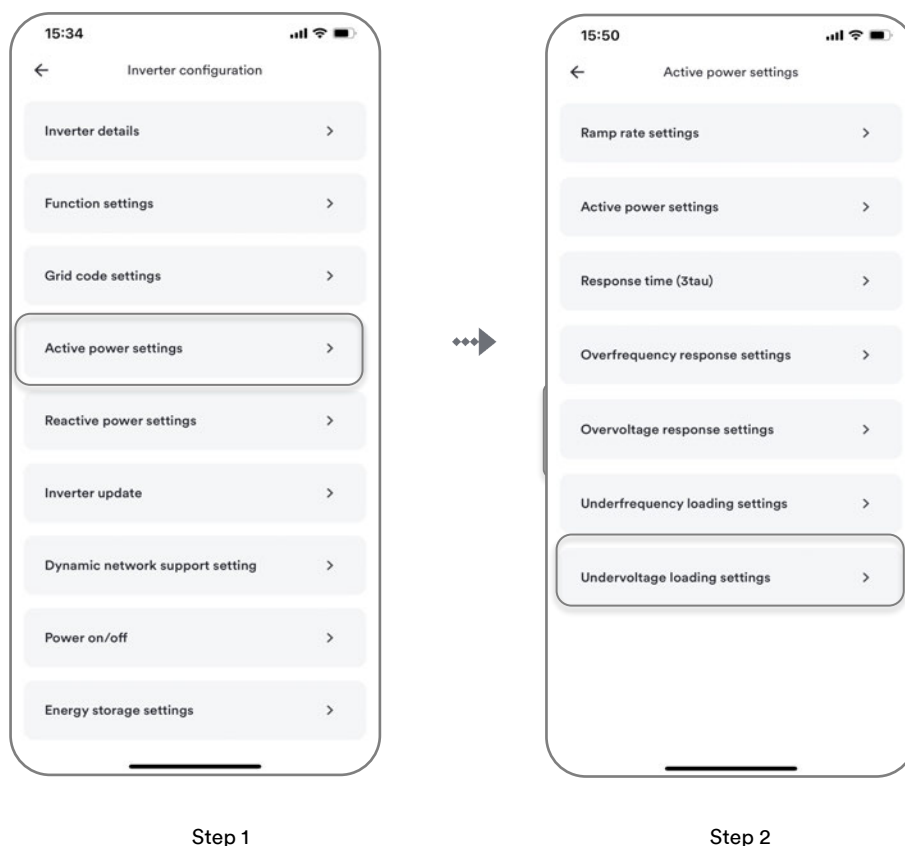 15:34
Inverter configuration
Inverter details
Function settings
Grid code settings
Active power settings
Reactive power settings
Inverter update
Dynamic network support setting
Power on/off
Energy storage settings
Step 1
15:50
Active power settings
Ramp rate settings
Active power settings
Response time (3tau)
Overfrequency response settings
Overvoltage response settings
Underfrequency loading settings
Undervoltage loading settings
Step 2